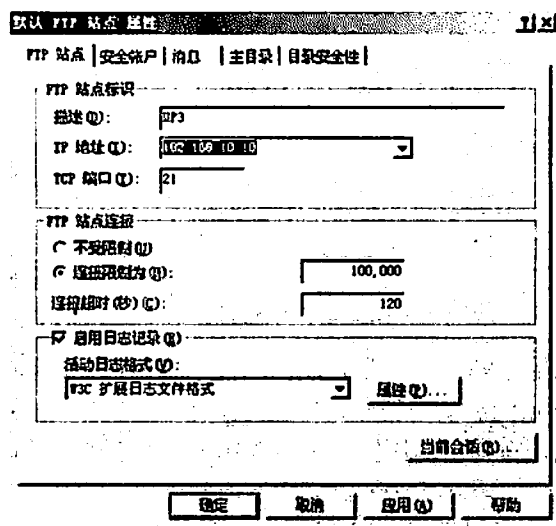 默认 FTP 站点 属性
FTP 站点 安全帐户 消息 主目录 目录安全性
FTP 站点标识
描述(D): MP3
IP 地址(I): 192 168 10 10
TCP 端口(T): 21
FTP 站点连接
不受限制(U)
连接限制为(M): 100,000
连接超时(秒)(C): 120
启用日志记录(E)
活动日志格式(V):
W3C 扩展日志文件格式 属性(P)...
当前会话(R)...
确定 取消 应用(A) 帮助